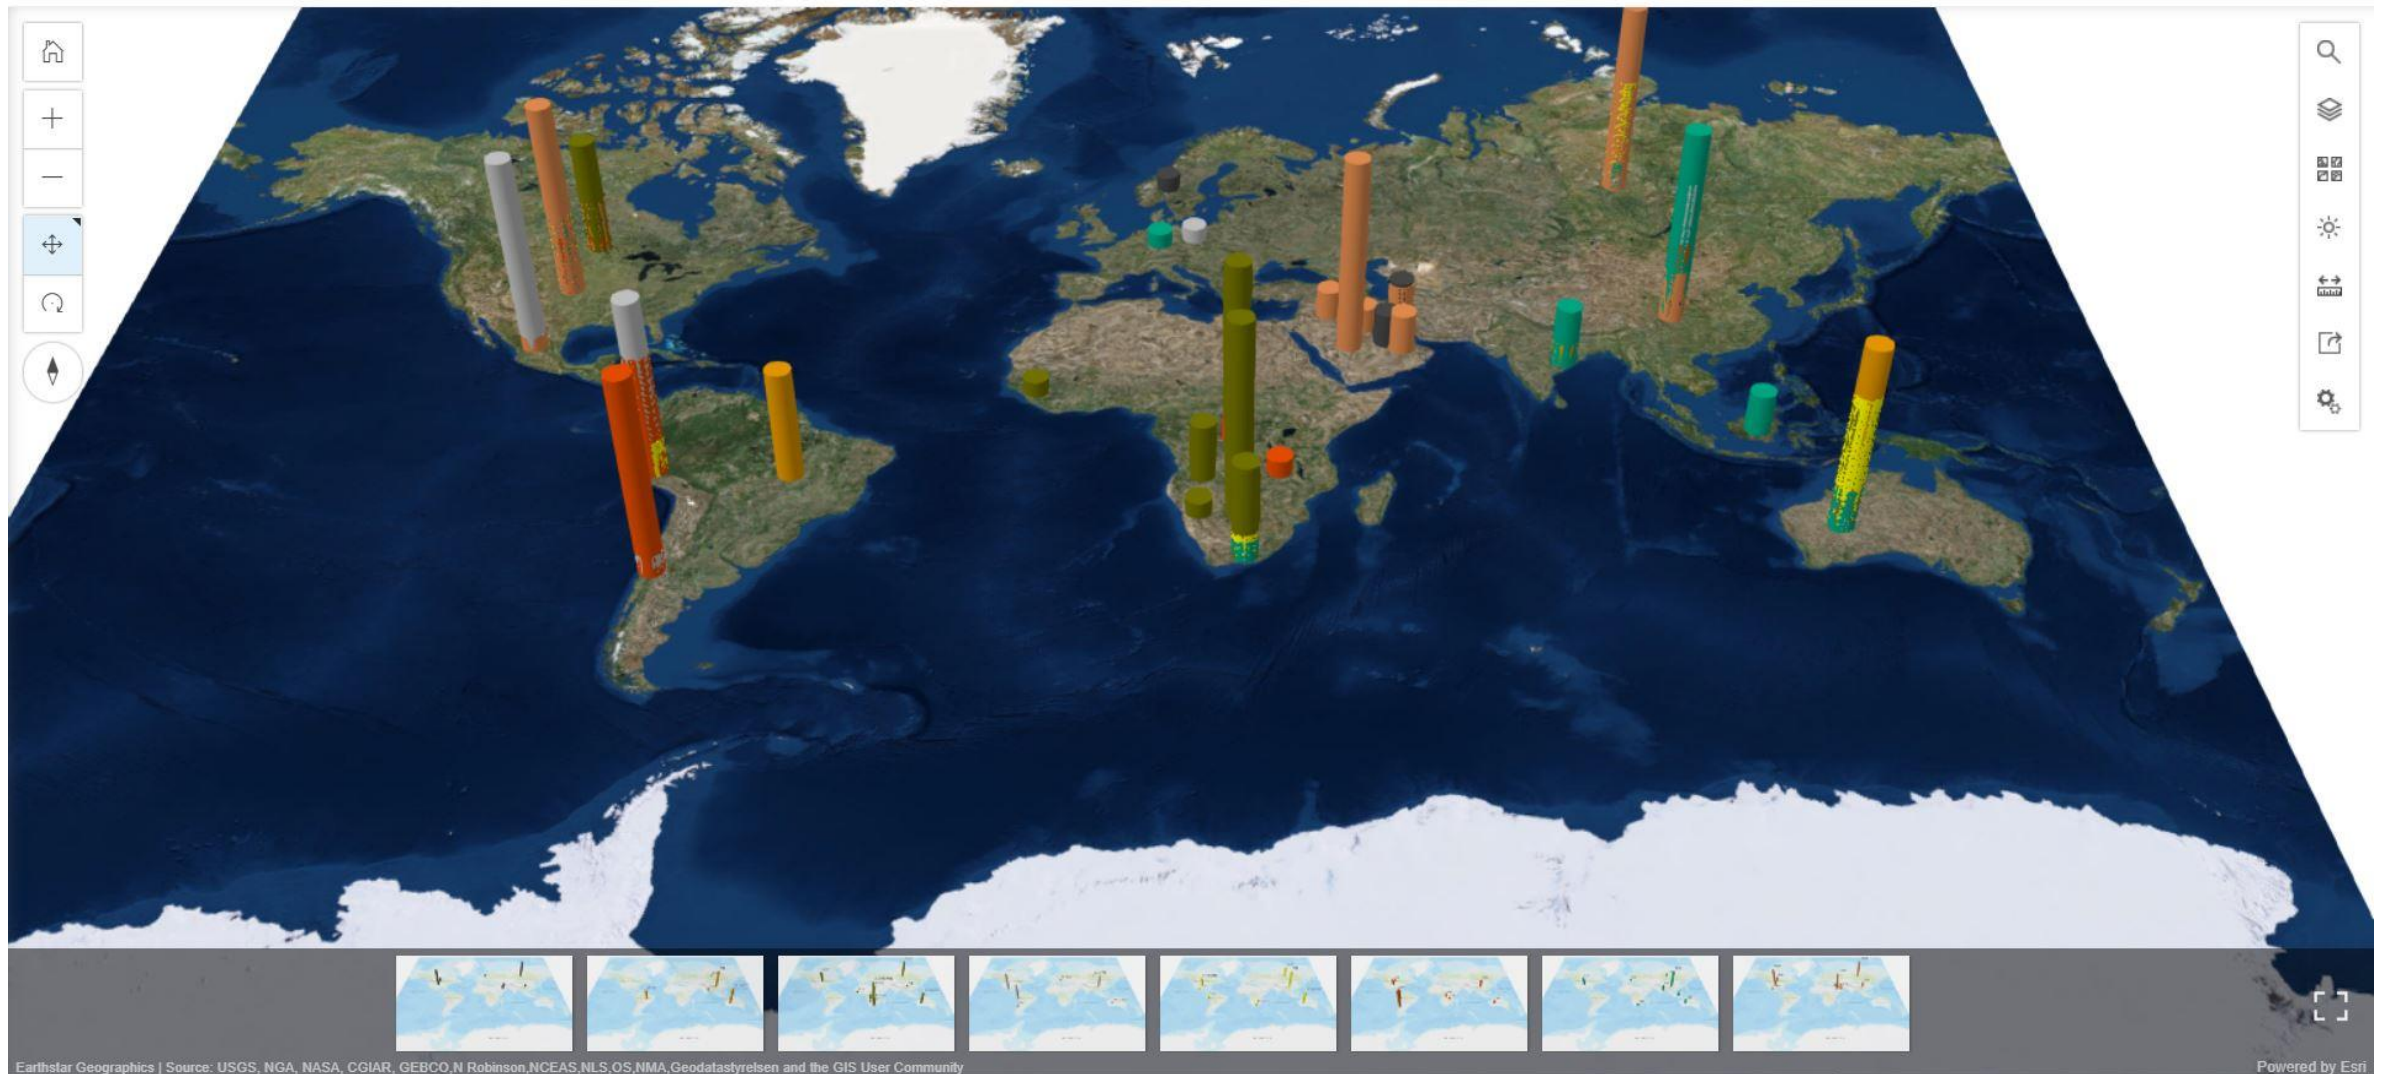 Earthstar Geographics | Source: USGS, NGA, NASA, CGIAR, GEBCO,N Robinson,NCEAS,NLS,OS,NMA,Geodatastyrelsen and the GIS User Community
Powered by Esri